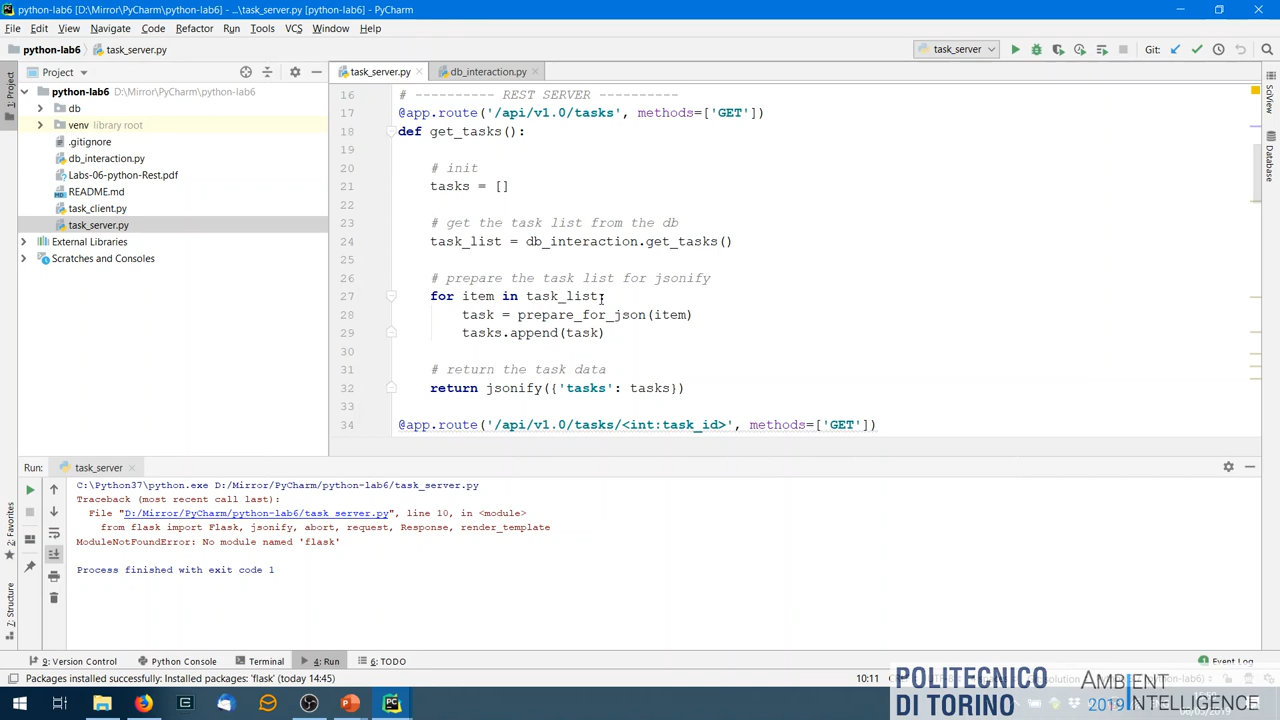 python-lab6 [D:\Mirror\PyCharm\python-lab6] - ...\task_server.py [python-lab6] - PyCharm
File Edit View Navigate Code Refactor Run Tools VCS Window Help
python-lab6 task_server.py task_server Git:
Project task_server.py db_interaction.py
1: Project
python-lab6 D:\Mirror\PyCharm\python-lab6
db
venv library root
.gitignore
db_interaction.py
Labs-06-python-Rest.pdf
README.md
task_client.py
task_server.py
External Libraries
Scratches and Consoles
16 # ---------- REST SERVER ----------
17 @app.route('/api/v1.0/tasks', methods=['GET'])
18 def get_tasks():
19
20 # init
21 tasks = []
22
23 # get the task list from the db
24 task_list = db_interaction.get_tasks()
25
26 # prepare the task list for jsonify
27 for item in task_list:
28 task = prepare_for_json(item)
29 tasks.append(task)
30
31 # return the task data
32 return jsonify({'tasks': tasks})
33
34 @app.route('/api/v1.0/tasks/<int:task_id>', methods=['GET'])
SciView
Database
Run: task_server
C:\Python37\python.exe D:/Mirror/PyCharm/python-lab6/task_server.py
Traceback (most recent call last):
File "D:/Mirror/PyCharm/python-lab6/task_server.py", line 10, in <module>
from flask import Flask, jsonify, abort, request, Response, render_template
ModuleNotFoundError: No module named 'flask'
Process finished with exit code 1
2: Favorites
7: Structure
9: Version Control Python Console Terminal 4: Run 6: TODO Event Log
Packages installed successfully: Installed packages: 'flask' (today 14:45) 10:11
POLITECNICO
DI TORINO
AMBIENT
2019 INTELLIGENCE